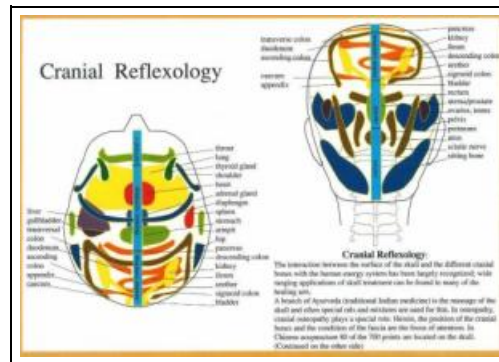 Cranial Reflexology
transverse colon
duodenum
ascending colon
caecum
appendix
pancreas
kidney
ileum
descending colon
urether
sigmoid colon
bladder
rectum
uterus/prostate
ovaries, testes
pelvis
peritoneum
anus
sciatic nerve
sitting bone
throat
lung
thyroid gland
shoulder
heart
adrenal gland
diaphragm
spleen
stomach
armpit
hip
pancreas
descending colon
kidney
ileum
urether
sigmoid colon
bladder
liver
gallbladder
transversal
colon
duodenum
ascending
colon
appendix
caecum
Cranial Reflexology:
The interaction between the surface of the skull and the different cranial
bones with the human energy system has been largely recognized; wide
ranging applications of skull treatment can be found in many of the
healing arts.
A branch of Ayurveda (traditional Indian medicine) is the massage of the
skull and often special oils and mixtures are used for this. In osteopathy,
cranial osteopathy plays a special role. Herein, the position of the cranial
bones and the condition of the fascia are the focus of attention. In
Chinese acupuncture 80 of the 700 points are located on the skull.
(Continued on the other side)